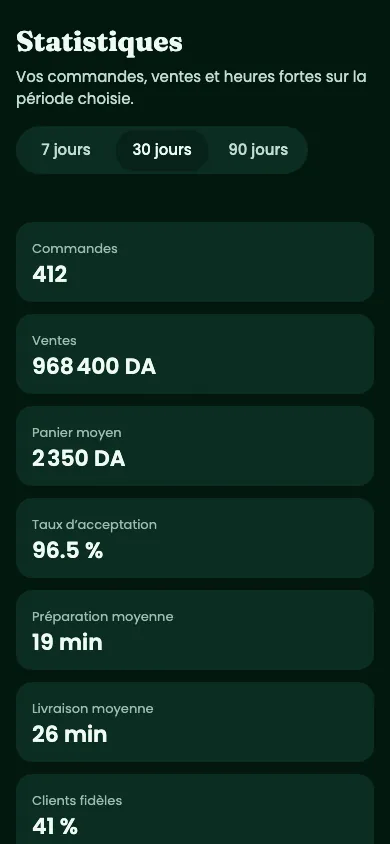 Statistiques
Vos commandes, ventes et heures fortes sur la
période choisie.
7 jours 30 jours 90 jours
Commandes
412
Ventes
968 400 DA
Panier moyen
2 350 DA
Taux d’acceptation
96.5 %
Préparation moyenne
19 min
Livraison moyenne
26 min
Clients fidèles
41 %